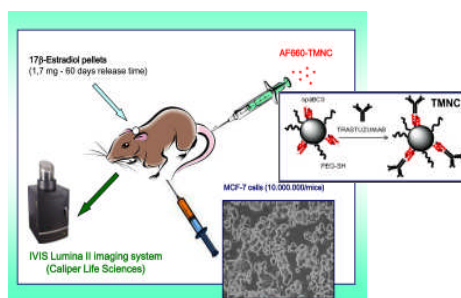 17β-Estradiol pellets
(1,7 mg - 60 days release time)
AF660-TMNC
TMNC
TRASTUZUMAB
PEG-SH
MCF-7 cells (10.000.000/mice)
IVIS Lumina II imaging system
(Caliper Life Sciences)